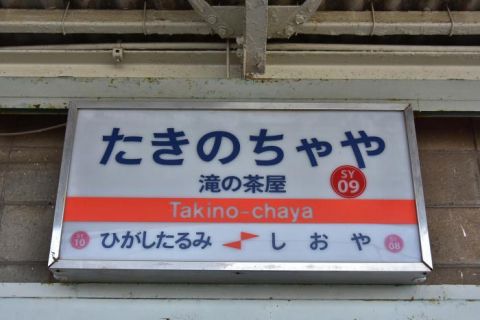 たきのちゃや
滝の茶屋
SY
09
Takino-chaya
SY
10
ひがしたるみ
しおや
SY
08